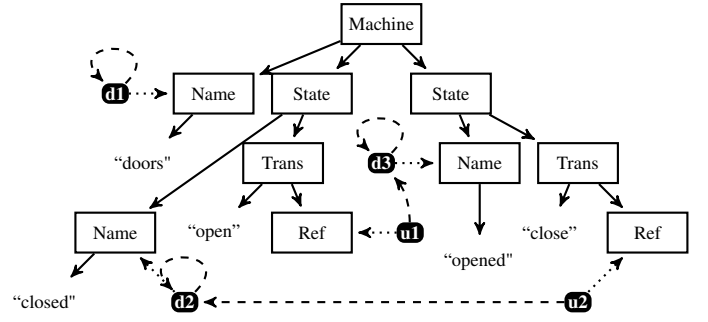 Machine
d1
Name
State
State
“doors"
Trans
d3
Name
Trans
Name
“open”
Ref
u1
“opened"
“close”
Ref
“closed"
d2
u2